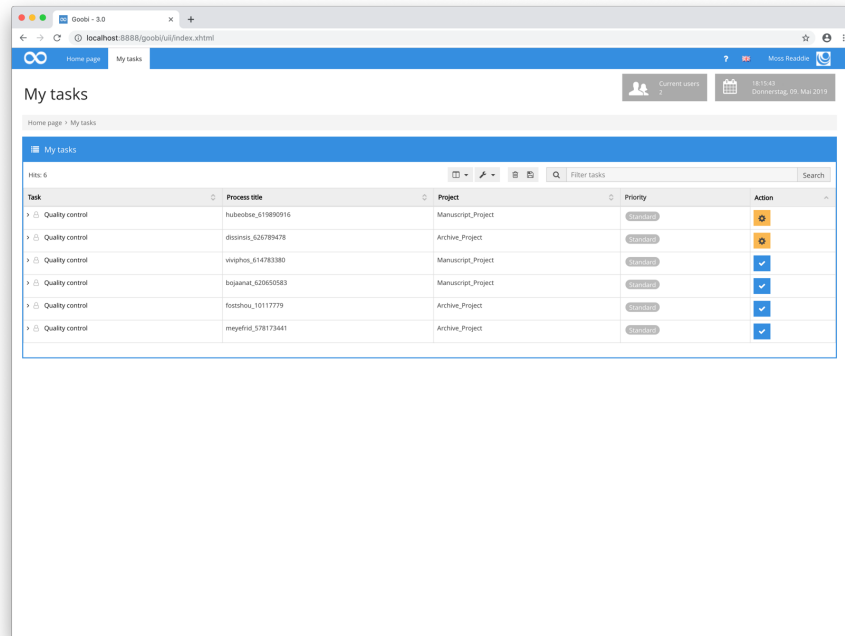 Goobi - 3.0
localhost:8888/goobi/uii/index.xhtml
Home page My tasks ? Moss Readdie
My tasks
Current users
3
18:15:43
Donnerstag, 09. Mai 2019
Home page › My tasks
My tasks
Hits: 6 Filter tasks Search
Task Process title Project Priority Action
Quality control hubeobse_619890916 Manuscript_Project Standard
Quality control dissinsis_626789478 Archive_Project Standard
Quality control viviphos_614783380 Manuscript_Project Standard
Quality control bojaanat_620650583 Manuscript_Project Standard
Quality control fostshou_10117779 Archive_Project Standard
Quality control meyefrid_578173441 Archive_Project Standard